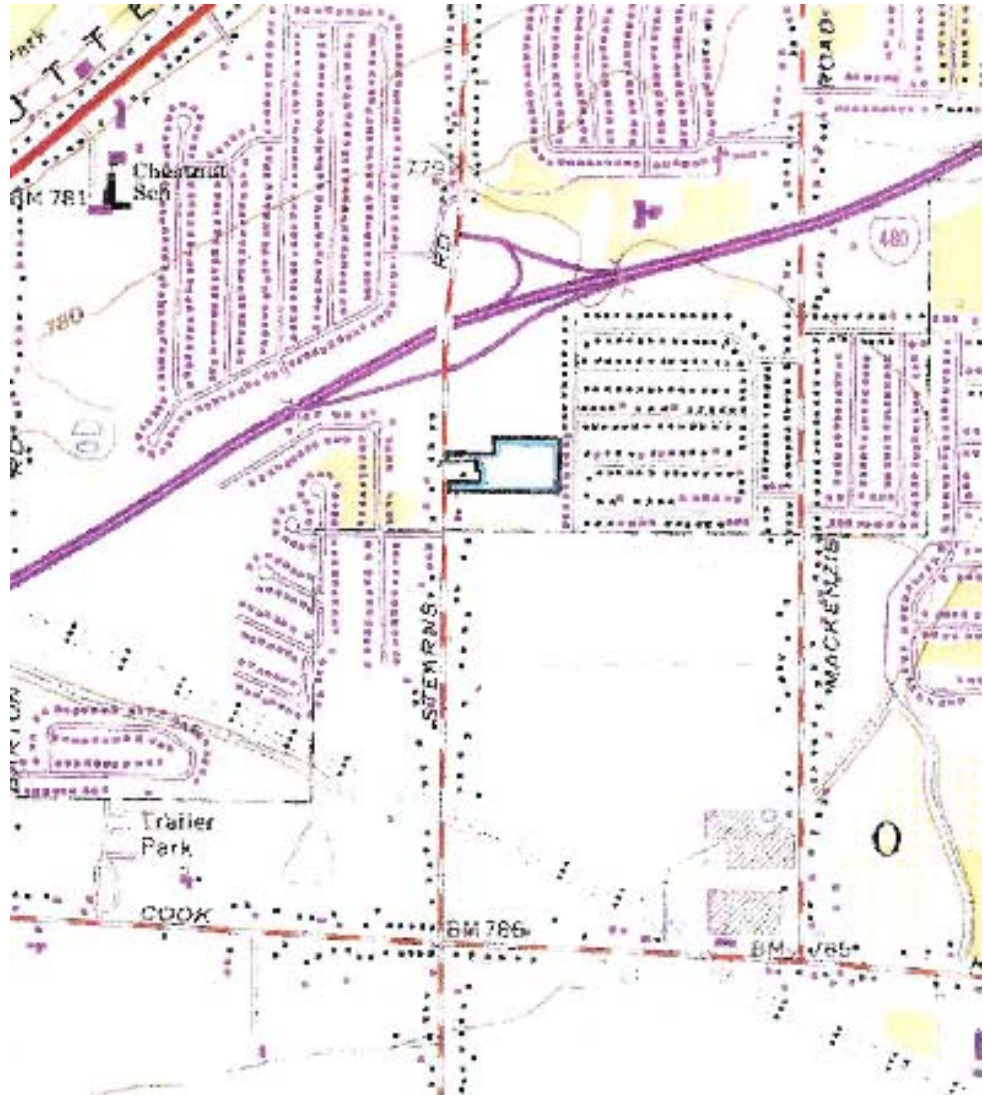 Park
U T T E
ROAD
779
Chestnut
Sch
BM 781
RD
480
780
RD
STEARNS
MACKENZIE
Trailer
Park
O
COOK
BM 786
BM 785